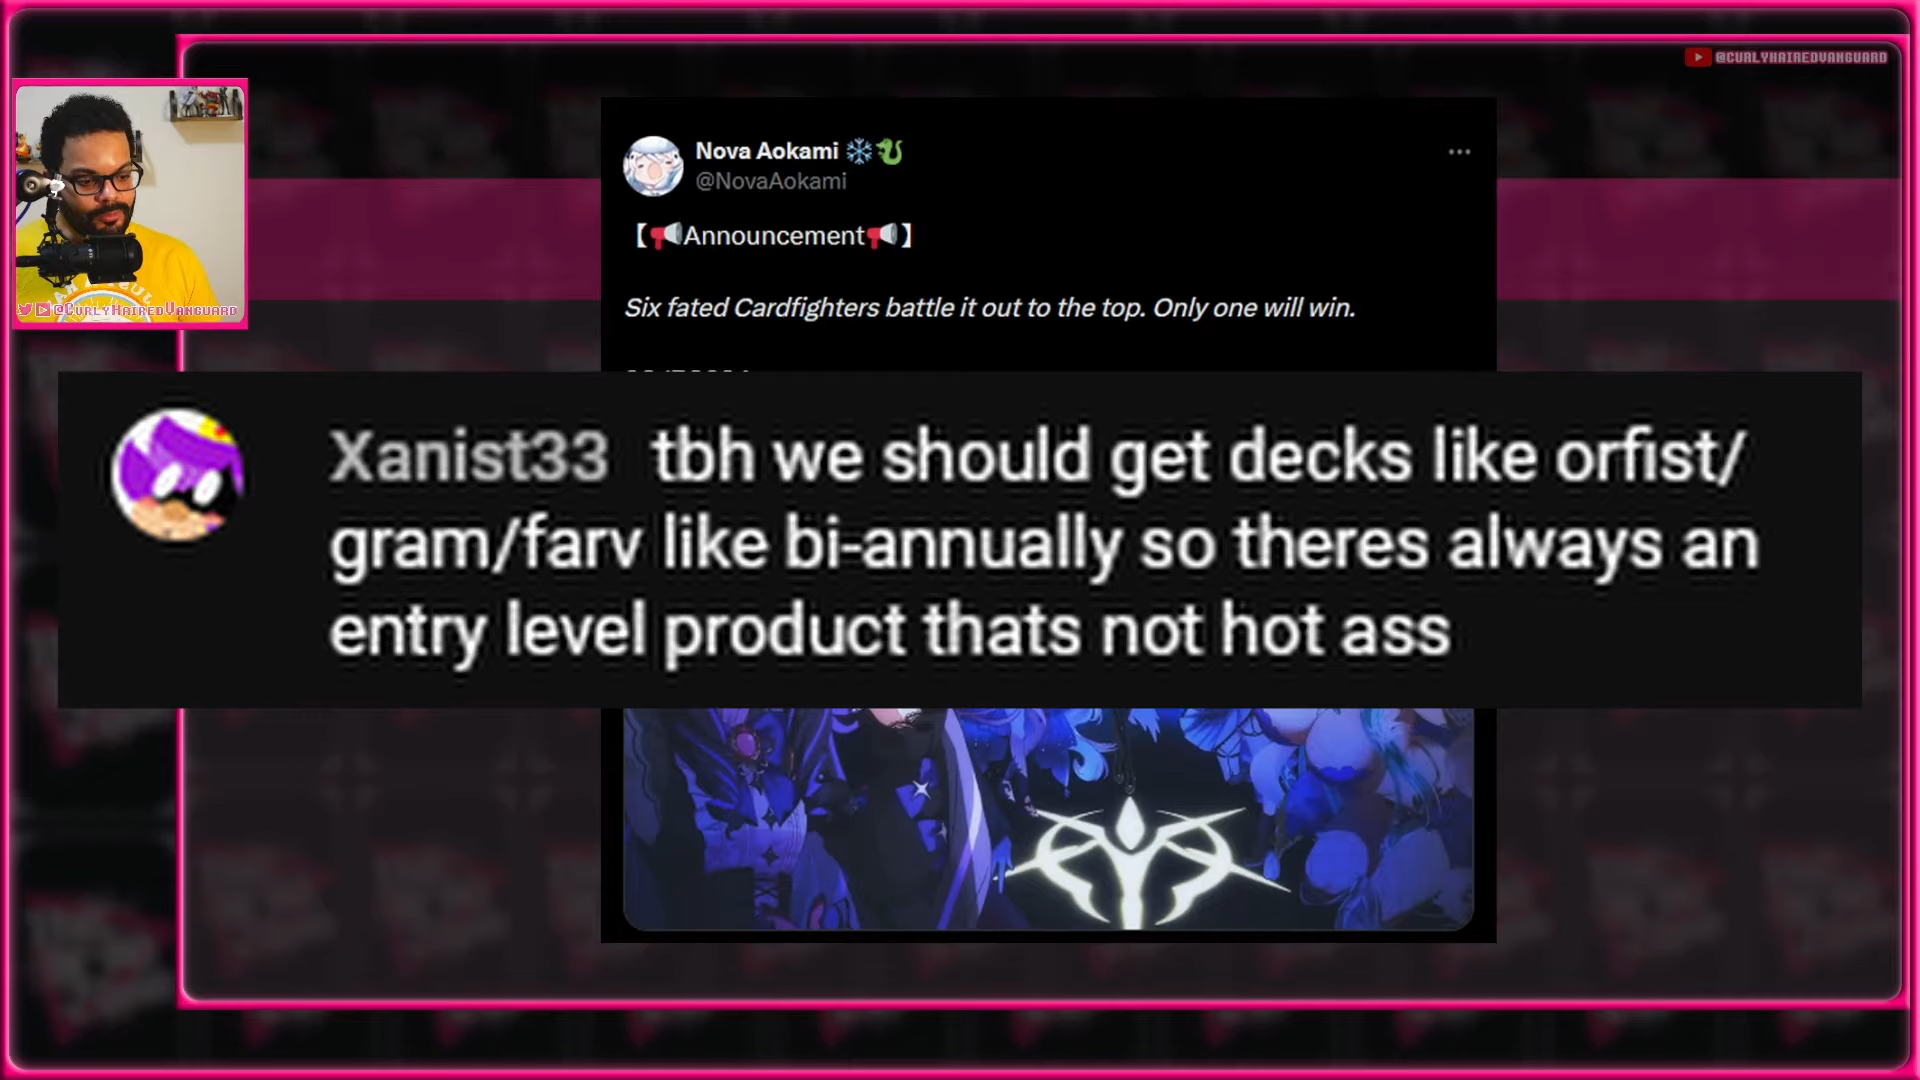 @CURLYHAIREDVANGUARD
Nova Aokami ❄️🐉
@NovaAokami
【📢Announcement📢】
Six fated Cardfighters battle it out to the top. Only one will win.
Xanist33 tbh we should get decks like orfist/
gram/farv like bi-annually so theres always an
entry level product thats not hot ass
@CURLYHAIREDVANGUARD